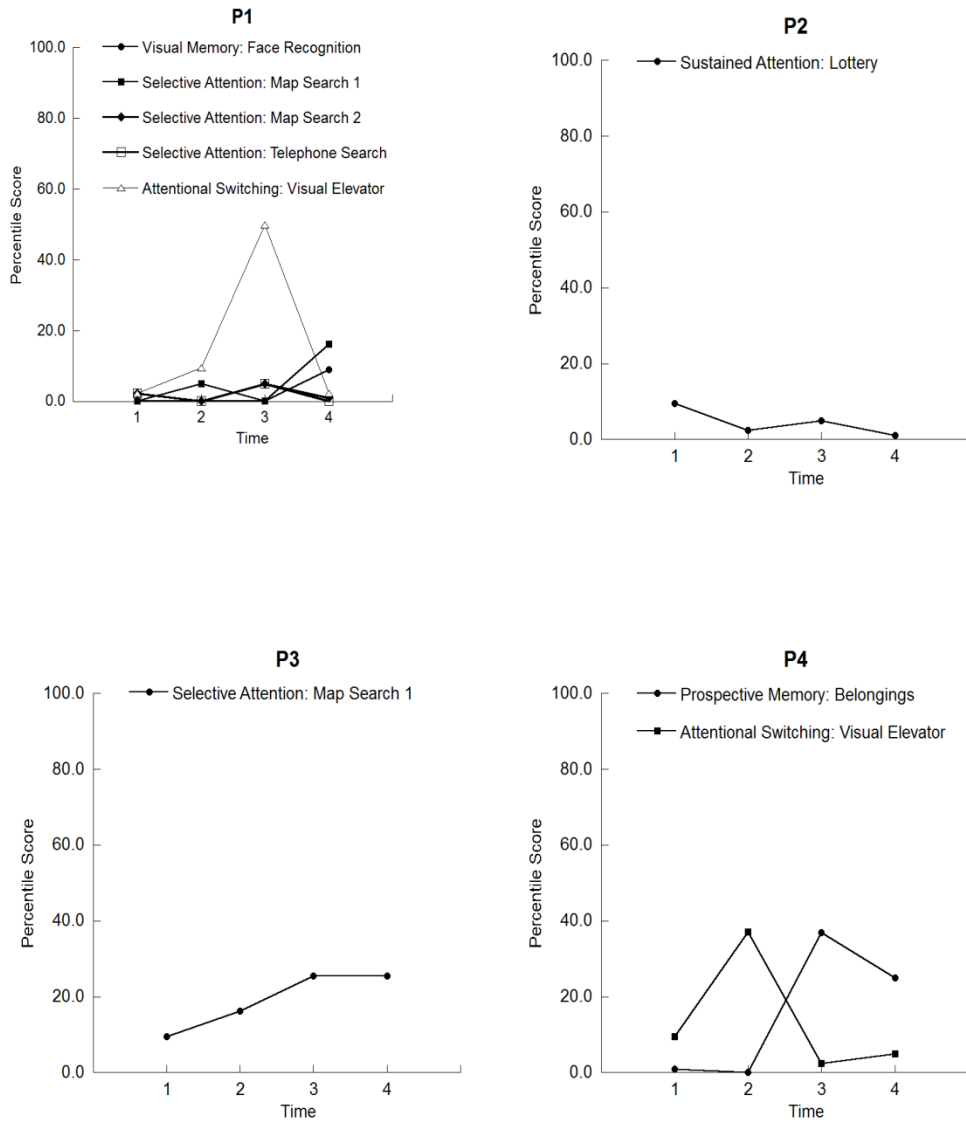 P1
100.0
80.0
60.0
40.0
20.0
0.0
Percentile Score
Visual Memory: Face Recognition
Selective Attention: Map Search 1
Selective Attention: Map Search 2
Selective Attention: Telephone Search
Attentional Switching: Visual Elevator
1 2 3 4
Time
P2
100.0
80.0
60.0
40.0
20.0
0.0
Percentile Score
Sustained Attention: Lottery
1 2 3 4
Time
P3
100.0
80.0
60.0
40.0
20.0
0.0
Percentile Score
Selective Attention: Map Search 1
1 2 3 4
Time
P4
100.0
80.0
60.0
40.0
20.0
0.0
Percentile Score
Prospective Memory: Belongings
Attentional Switching: Visual Elevator
1 2 3 4
Time